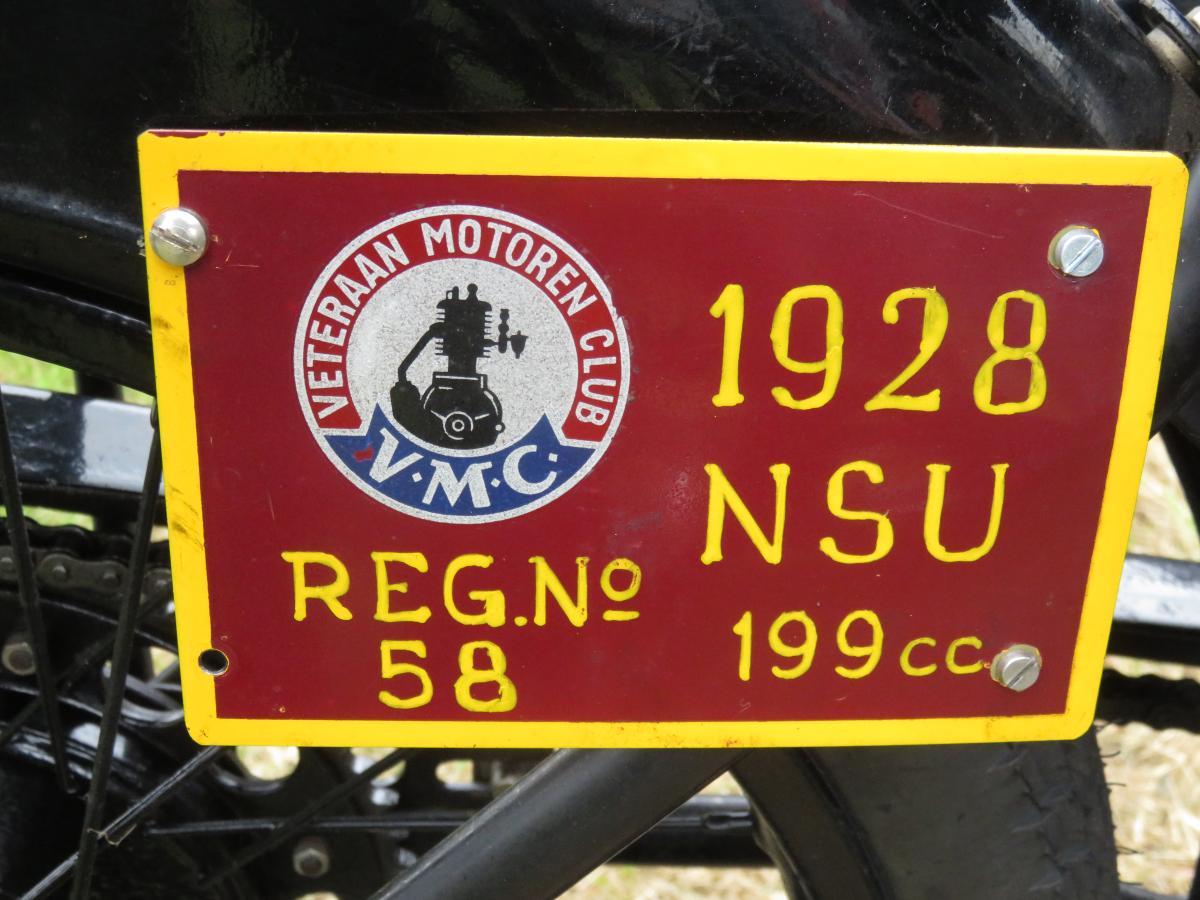 VETERAAN MOTOREN CLUB
V.M.C.
REG.Nº
58
1928
NSU
199cc